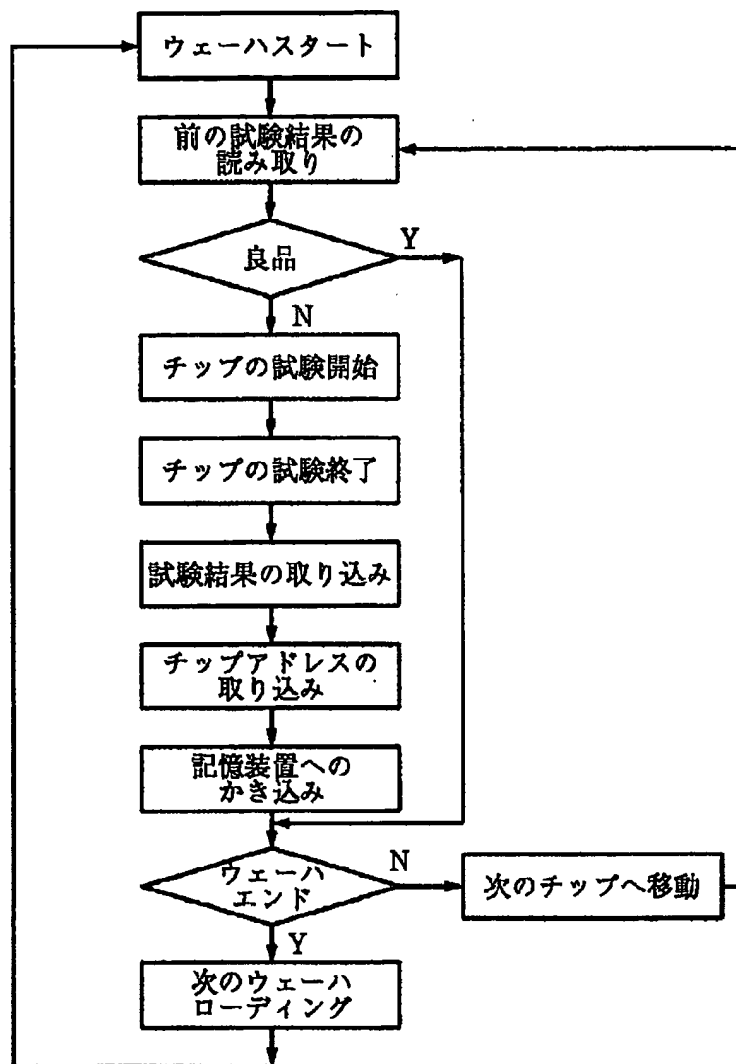 ウェーハスタート
前の試験結果の
読み取り
良品
Y
N
チップの試験開始
チップの試験終了
試験結果の取り込み
チップアドレスの
取り込み
記憶装置への
かき込み
ウェーハ
エンド
N
次のチップへ移動
Y
次のウェーハ
ローディング